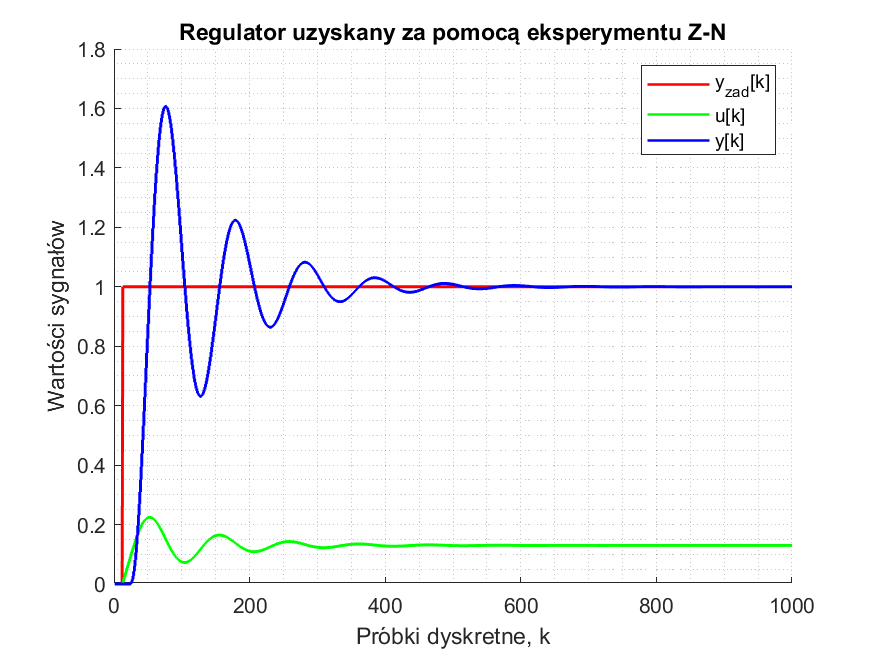 Regulator uzyskany za pomocą eksperymentu Z-N
1.8
1.6
1.4
1.2
1
0.8
0.6
0.4
0.2
0
Wartości sygnałów
y_zad[k]
u[k]
y[k]
0 200 400 600 800 1000
Próbki dyskretne, k